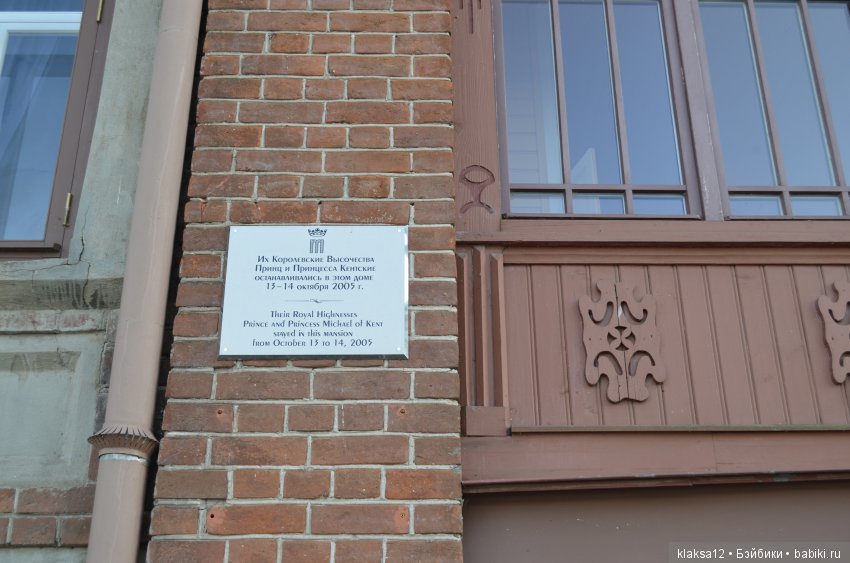 Их Королевские Высочества
Принц и Принцесса Кентские
останавливались в этом доме
13–14 октября 2005 г.
Their Royal Highnesses
Prince and Princess Michael of Kent
stayed in this mansion
from October 13 to 14, 2005
klaksa12 • Бэйбики • babiki.ru